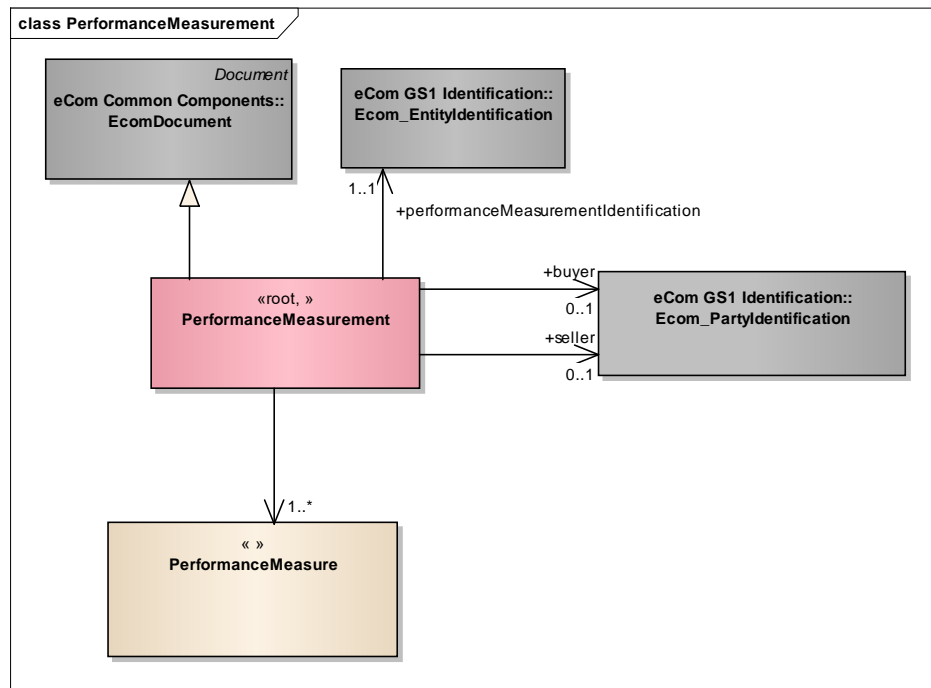 class PerformanceMeasurement
Document
eCom Common Components::
EcomDocument
eCom GS1 Identification::
Ecom_EntityIdentification
1..1
+performanceMeasurementIdentification
«root, »
PerformanceMeasurement
+buyer
0..1
+seller
0..1
eCom GS1 Identification::
Ecom_PartyIdentification
1..*
« »
PerformanceMeasure